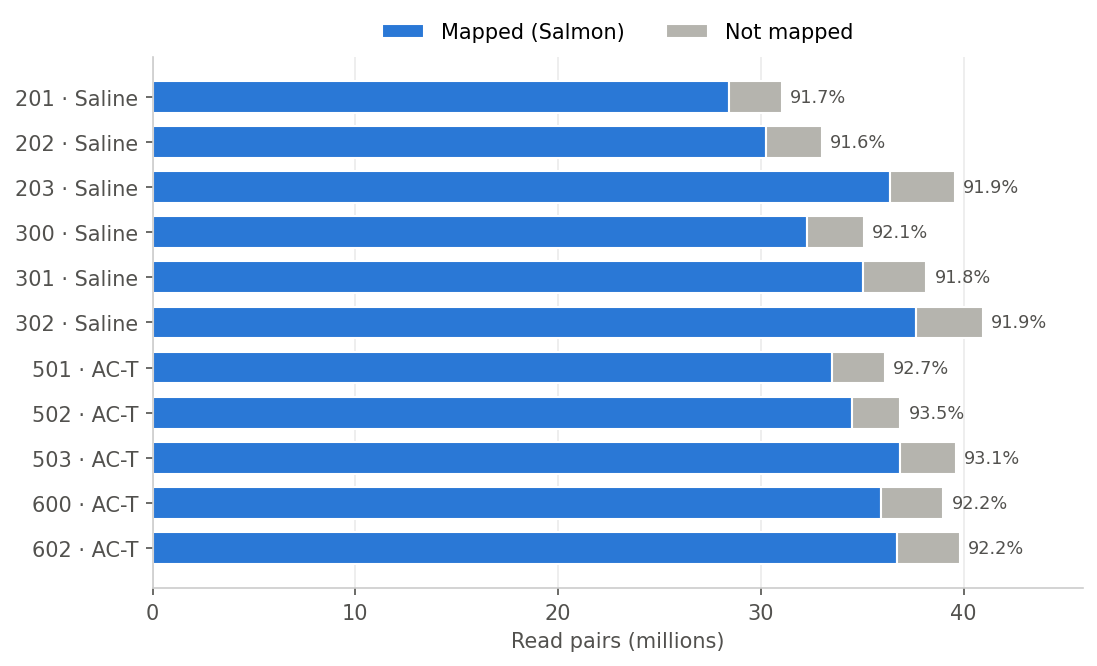 Mapped (Salmon) Not mapped
201 · Saline 91.7%
202 · Saline 91.6%
203 · Saline 91.9%
300 · Saline 92.1%
301 · Saline 91.8%
302 · Saline 91.9%
501 · AC-T 92.7%
502 · AC-T 93.5%
503 · AC-T 93.1%
600 · AC-T 92.2%
602 · AC-T 92.2%
0 10 20 30 40
Read pairs (millions)